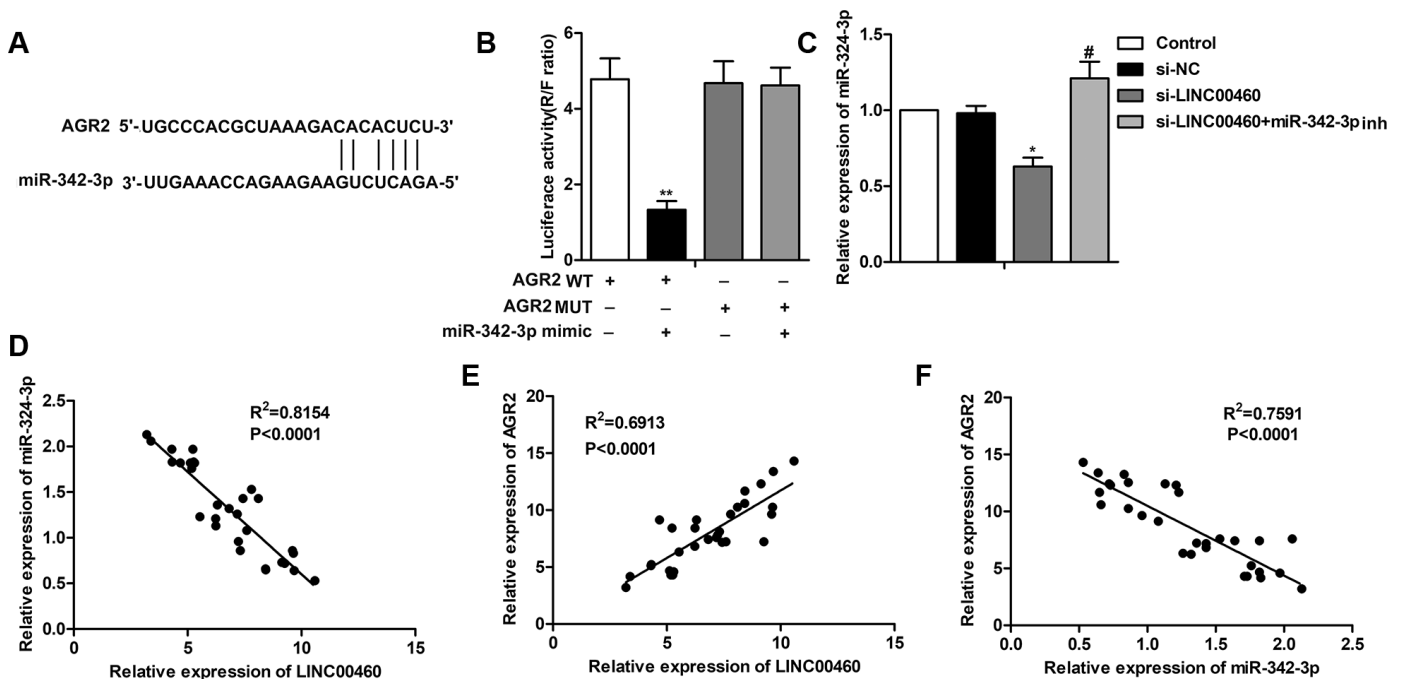 A
AGR2 5'-UGCCCACGCUAAAGACACACUCU-3'
miR-342-3p 3'-UUGAAACCAGAAGAAGUCUCAGA-5'
B
Luciferace activity(R/F ratio)
6
4
2
0
**
AGR2 WT + + – –
AGR2 MUT – – + +
miR-342-3p mimic – + – +
C
Relative expression of miR-324-3p
1.5
1.0
0.5
0.0
*
#
Control
si-NC
si-LINC00460
si-LINC00460+miR-342-3p inh
D
Relative expression of miR-324-3p
2.5
2.0
1.5
1.0
0.5
0.0
R2=0.8154
P<0.0001
0 5 10 15
Relative expression of LINC00460
E
Relative expression of AGR2
20
15
10
5
0
R2=0.6913
P<0.0001
0 5 10 15
Relative expression of LINC00460
F
Relative expression of AGR2
20
15
10
5
0
R2=0.7591
P<0.0001
0.0 0.5 1.0 1.5 2.0 2.5
Relative expression of miR-342-3p